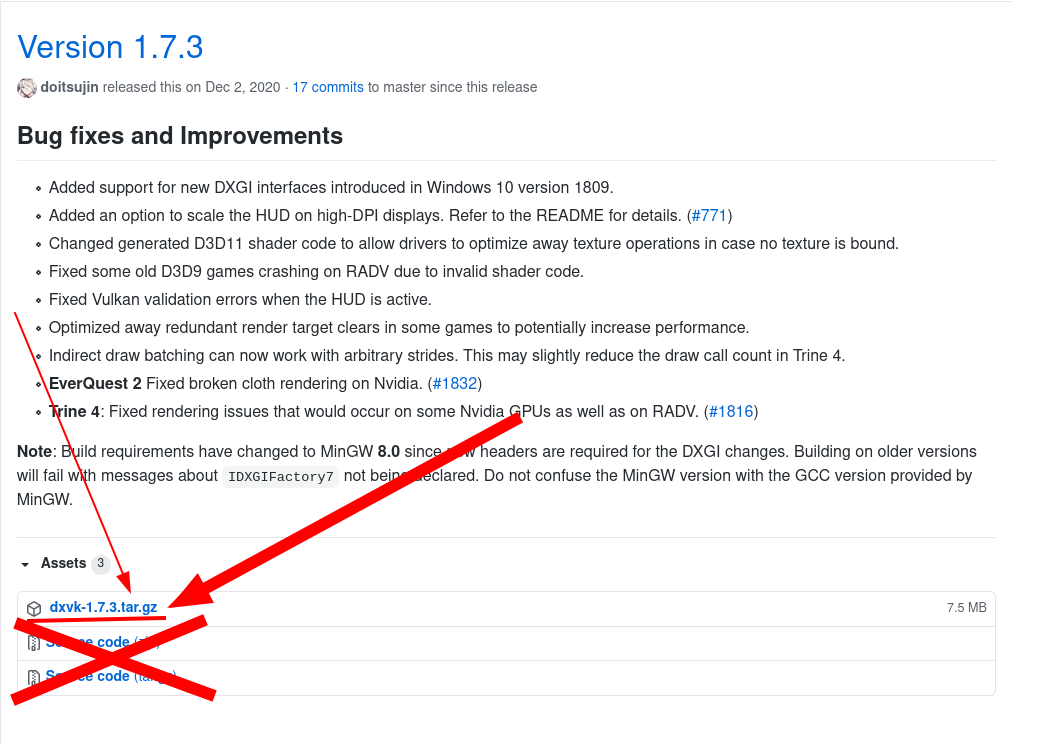 Version 1.7.3
doitsujin released this on Dec 2, 2020 · 17 commits to master since this release
Bug fixes and Improvements
Added support for new DXGI interfaces introduced in Windows 10 version 1809.
Added an option to scale the HUD on high-DPI displays. Refer to the README for details. (#771)
Changed generated D3D11 shader code to allow drivers to optimize away texture operations in case no texture is bound.
Fixed some old D3D9 games crashing on RADV due to invalid shader code.
Fixed Vulkan validation errors when the HUD is active.
Optimized away redundant render target clears in some games to potentially increase performance.
Indirect draw batching can now work with arbitrary strides. This may slightly reduce the draw call count in Trine 4.
EverQuest 2 Fixed broken cloth rendering on Nvidia. (#1832)
Trine 4: Fixed rendering issues that would occur on some Nvidia GPUs as well as on RADV. (#1816)
Note: Build requirements have changed to MinGW 8.0 since new headers are required for the DXGI changes. Building on older versions
will fail with messages about IDXGIFactory7 not being declared. Do not confuse the MinGW version with the GCC version provided by
MinGW.
Assets 3
dxvk-1.7.3.tar.gz 7.5 MB
Source code
Source code